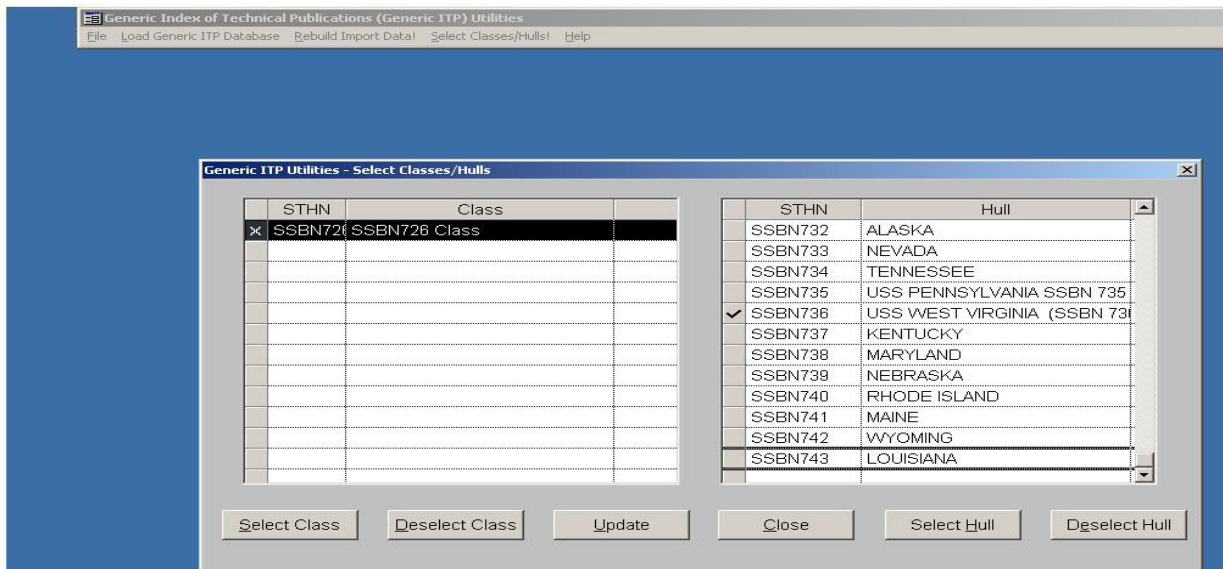 Generic Index of Technical Publications (Generic ITP) Utilities
File Load Generic ITP Database Rebuild Import Data! Select Classes/Hulls! Help
Generic ITP Utilities - Select Classes/Hulls
STHN Class
SSBN726 Class
STHN Hull
SSBN732 ALASKA
SSBN733 NEVADA
SSBN734 TENNESSEE
SSBN735 USS PENNSYLVANIA SSBN 735
SSBN736 USS WEST VIRGINIA (SSBN
SSBN737 KENTUCKY
SSBN738 MARYLAND
SSBN739 NEBRASKA
SSBN740 RHODE ISLAND
SSBN741 MAINE
SSBN742 WYOMING
SSBN743 LOUISIANA
Select Class Deselect Class Update Close Select Hull Deselect Hull